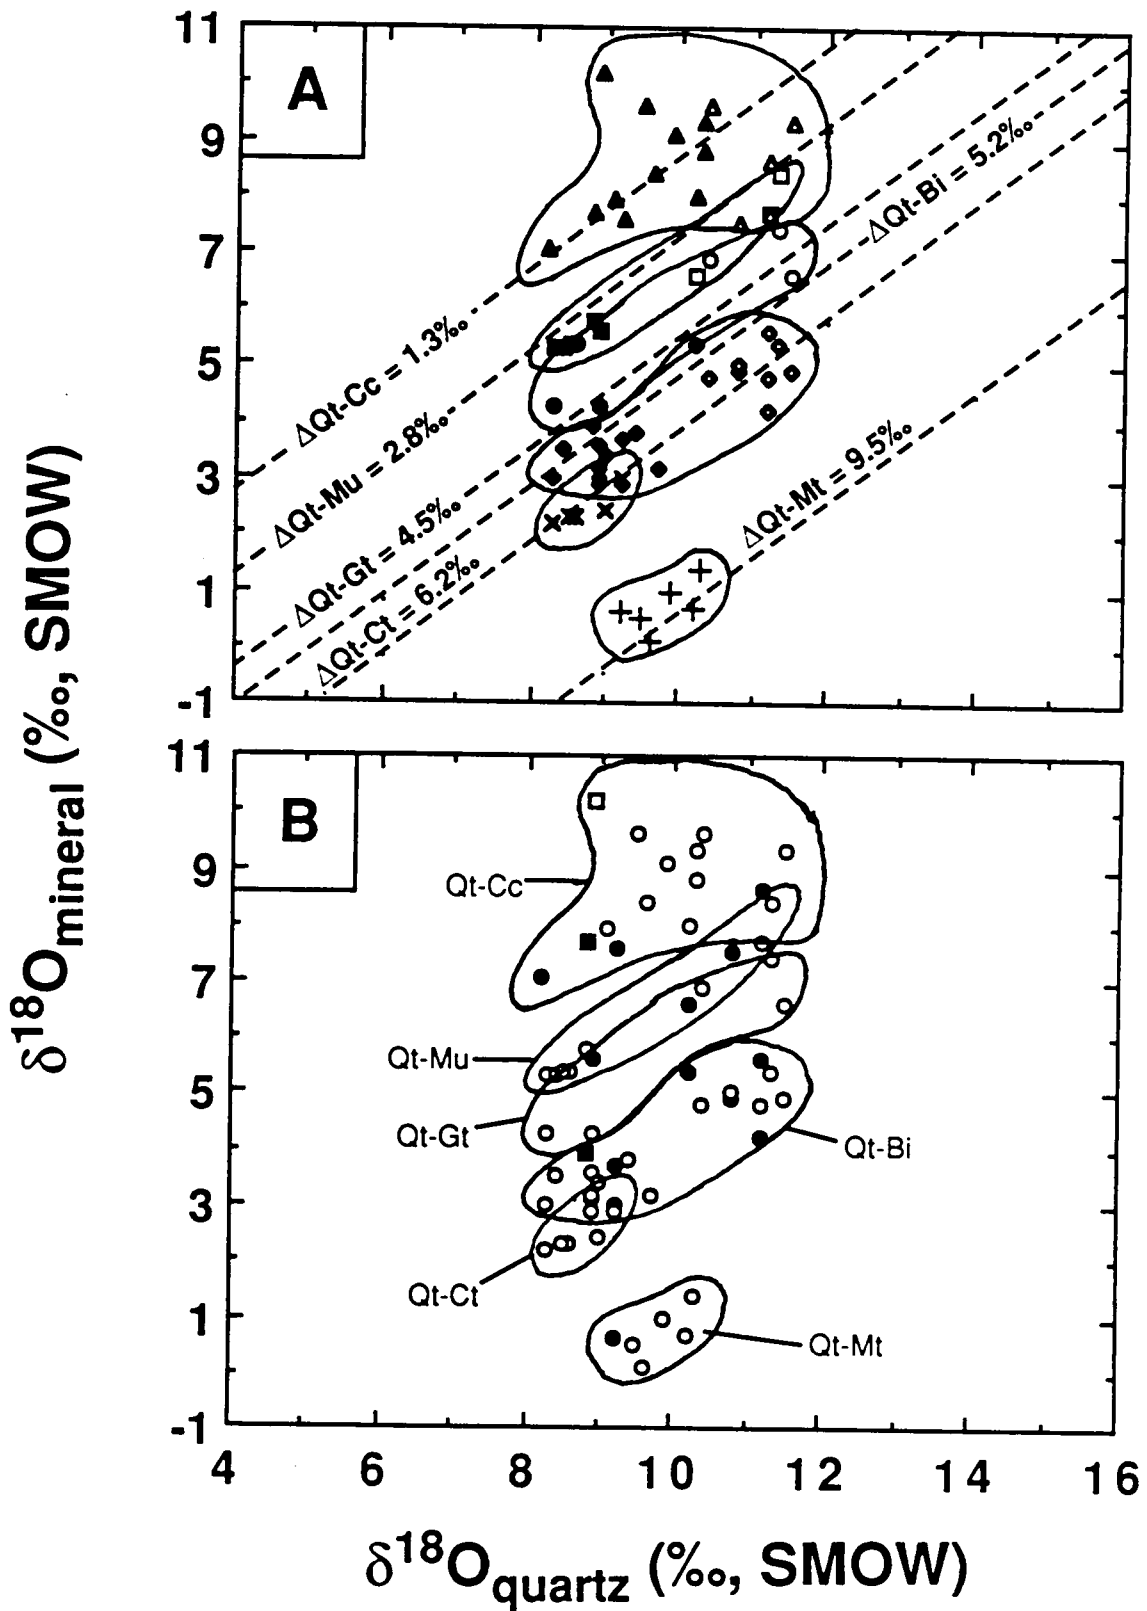 11
9
7
5
3
1
-1
A
ΔQt-Cc = 1.3‰
ΔQt-Mu = 2.8‰
ΔQt-Gt = 4.5‰
ΔQt-Ct = 6.2‰
ΔQt-Bi = 5.2‰
ΔQt-Mt = 9.5‰
δ18Omineral (‰, SMOW)
11
9
7
5
3
1
-1
B
Qt-Cc
Qt-Mu
Qt-Gt
Qt-Bi
Qt-Ct
Qt-Mt
4 6 8 10 12 14 16
δ18Oquartz (‰, SMOW)